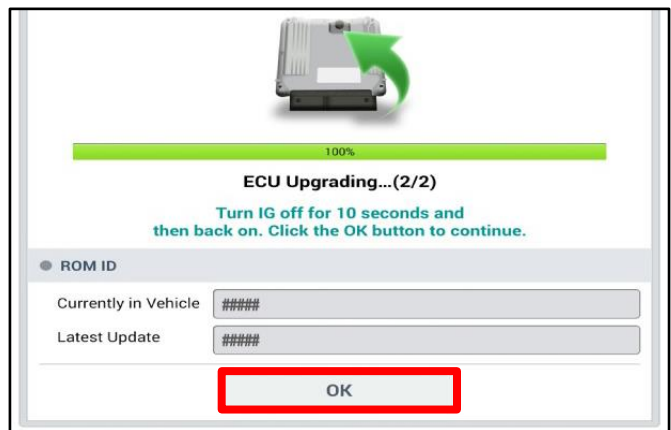 100%
ECU Upgrading...(2/2)
Turn IG off for 10 seconds and
then back on. Click the OK button to continue.
ROM ID
Currently in Vehicle #####
Latest Update #####
OK